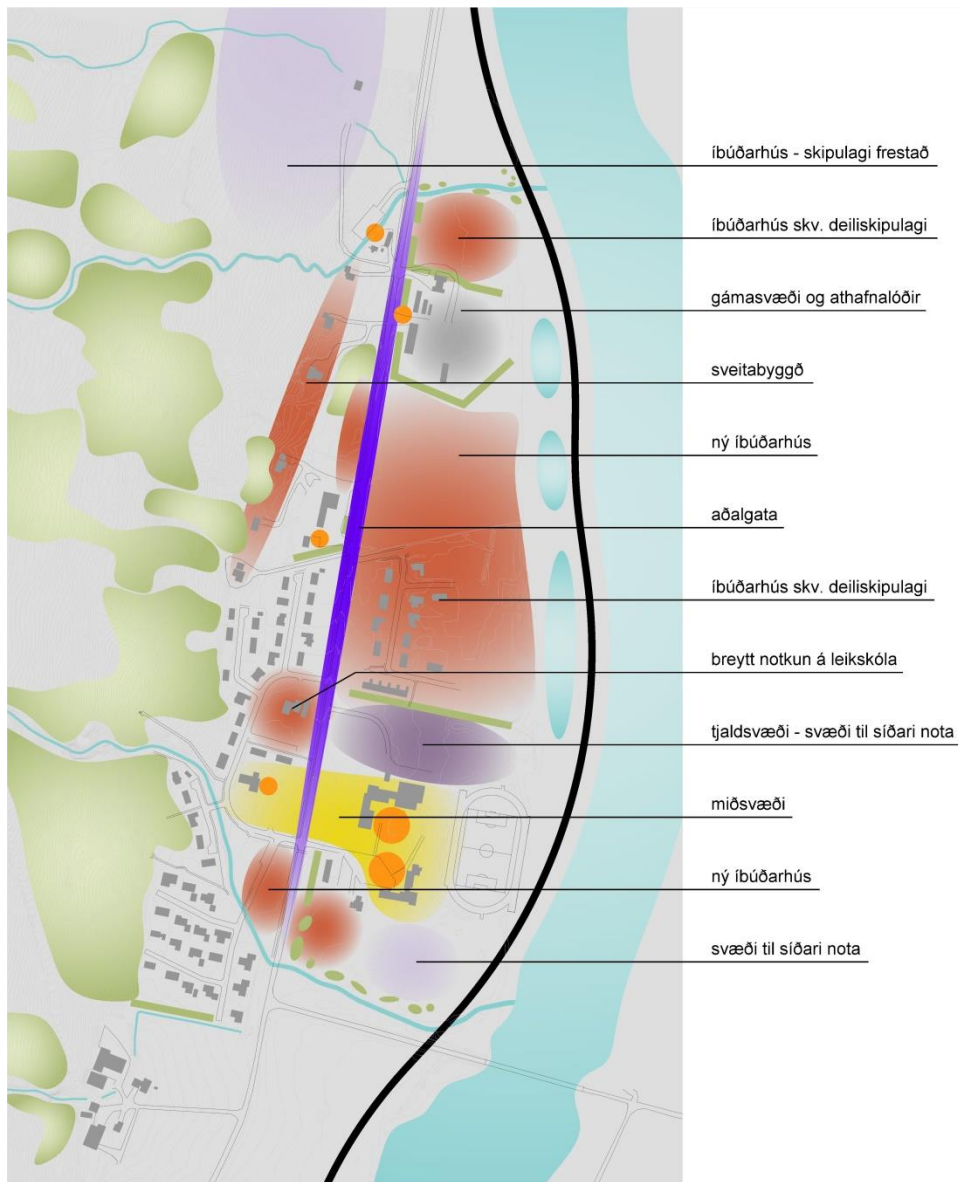 íbúðarhús - skipulagi frestað
íbúðarhús skv. deiliskipulagi
gámasvæði og athafnalóðir
sveitabyggð
ný íbúðarhús
aðalgata
íbúðarhús skv. deiliskipulagi
breytt notkun á leikskóla
tjaldsvæði - svæði til síðari nota
miðsvæði
ný íbúðarhús
svæði til síðari nota